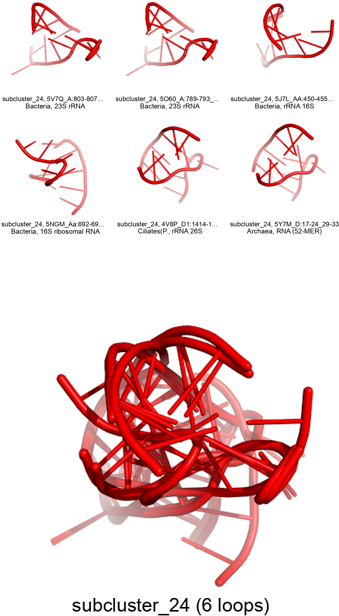 subcluster_24, 5V7Q_A:803-807...
Bacteria, 23S rRNA
subcluster_24, 5O60_A:789-793_...
Bacteria, 23S rRNA
subcluster_24, 5J7L_AA:450-455...
Bacteria, rRNA 16S
subcluster_24, 5NGM_Aa:692-69...
Bacteria, 16S ribosomal RNA
subcluster_24, 4V8P_D1:1414-1...
Ciliates(P., rRNA 26S
subcluster_24, 5Y7M_D:17-24_29-33
Archaea, RNA (52-MER)
subcluster_24 (6 loops)